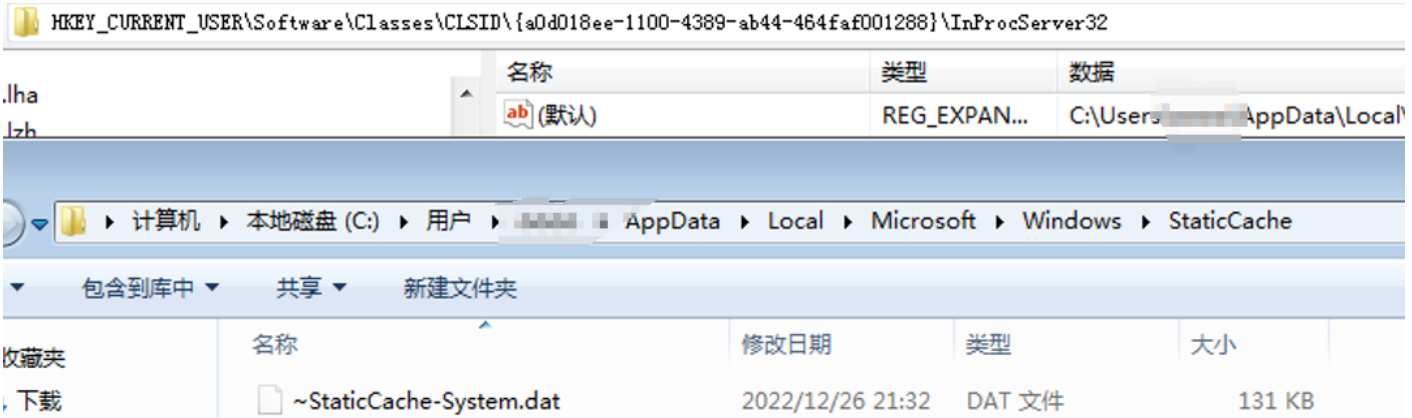 HKEY_CURRENT_USER\Software\Classes\CLSID\{a0d018ee-1100-4389-ab44-464faf001288}\InProcServer32
名称 类型 数据
.lha
(默认) REG_EXPAN... C:\Users AppData\Local\
.lzh
计算机 本地磁盘 (C:) 用户 AppData Local Microsoft Windows StaticCache
包含到库中 共享 新建文件夹
名称 修改日期 类型 大小
收藏夹
下载
~StaticCache-System.dat 2022/12/26 21:32 DAT 文件 131 KB